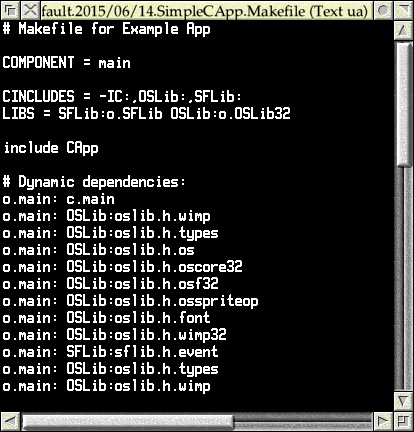 fault.2015/06/14.SimpleCApp.Makefile (Text ua)
# Makefile for Example App
COMPONENT = main
CINCLUDES = -IC:,OSLib:,SFLib:
LIBS = SFLib:o.SFLib OSLib:o.OSLib32
include CApp
# Dynamic dependencies:
o.main: c.main
o.main: OSLib:oslib.h.wimp
o.main: OSLib:oslib.h.types
o.main: OSLib:oslib.h.os
o.main: OSLib:oslib.h.oscore32
o.main: OSLib:oslib.h.osf32
o.main: OSLib:oslib.h.osspriteop
o.main: OSLib:oslib.h.font
o.main: OSLib:oslib.h.wimp32
o.main: SFLib:sflib.h.event
o.main: OSLib:oslib.h.types
o.main: OSLib:oslib.h.wimp